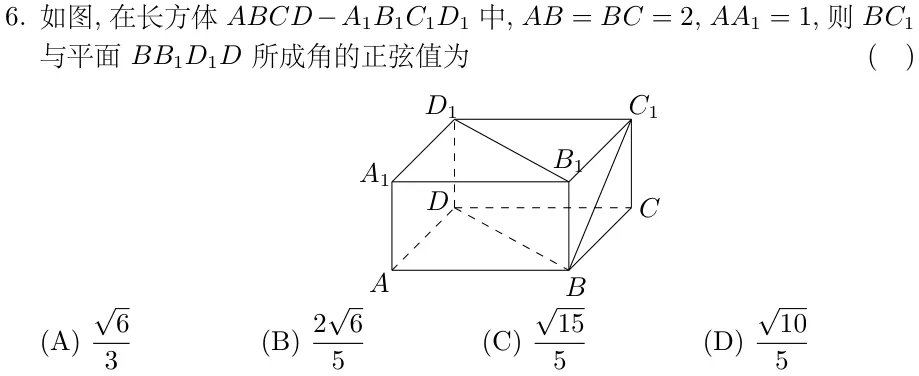 6. 如图, 在长方体 ABCD − A₁B₁C₁D₁ 中, AB = BC = 2, AA₁ = 1, 则 BC₁
与平面 BB₁D₁D 所成角的正弦值为 ( )
D₁ C₁
B₁
A₁
D C
A B
(A) √6/3 (B) 2√6/5 (C) √15/5 (D) √10/5